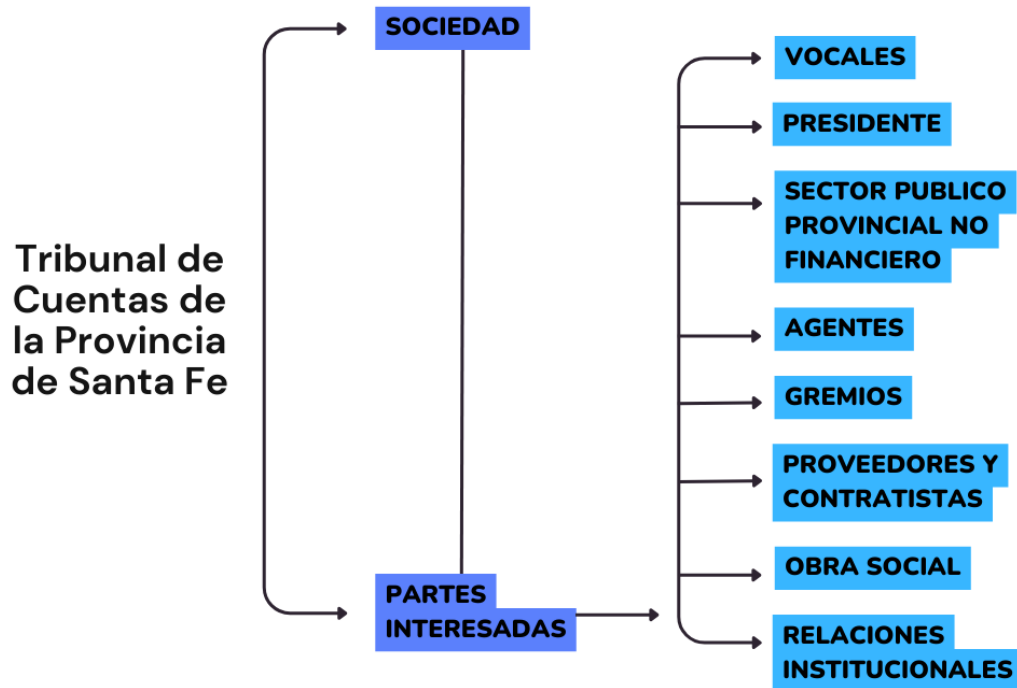 Tribunal de
Cuentas de
la Provincia
de Santa Fe
SOCIEDAD
PARTES
INTERESADAS
VOCALES
PRESIDENTE
SECTOR PUBLICO
PROVINCIAL NO
FINANCIERO
AGENTES
GREMIOS
PROVEEDORES Y
CONTRATISTAS
OBRA SOCIAL
RELACIONES
INSTITUCIONALES